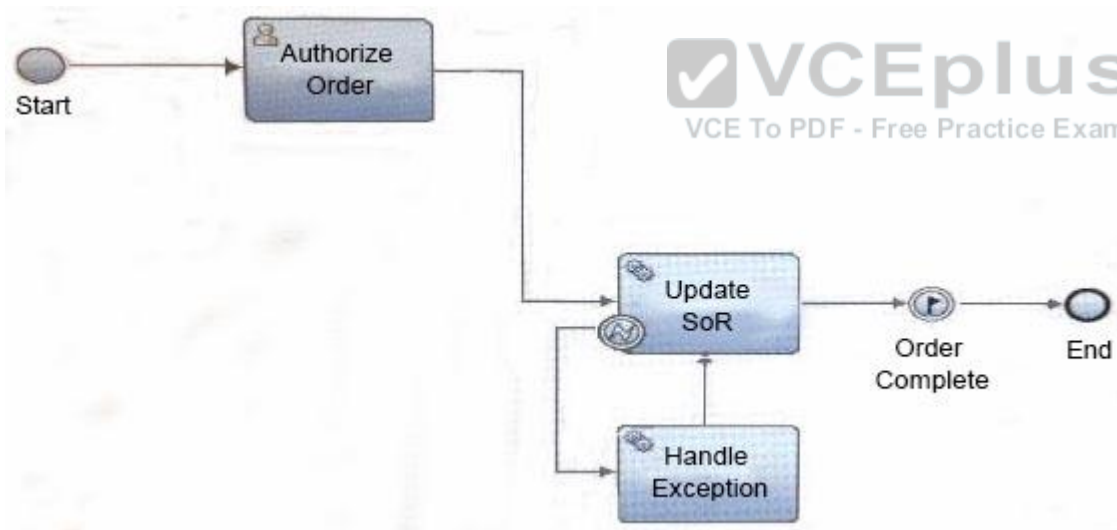 Authorize
Order
Start
VCEplus
VCE To PDF - Free Practice Exam
Update
SoR
Order
Complete
End
Handle
Exception